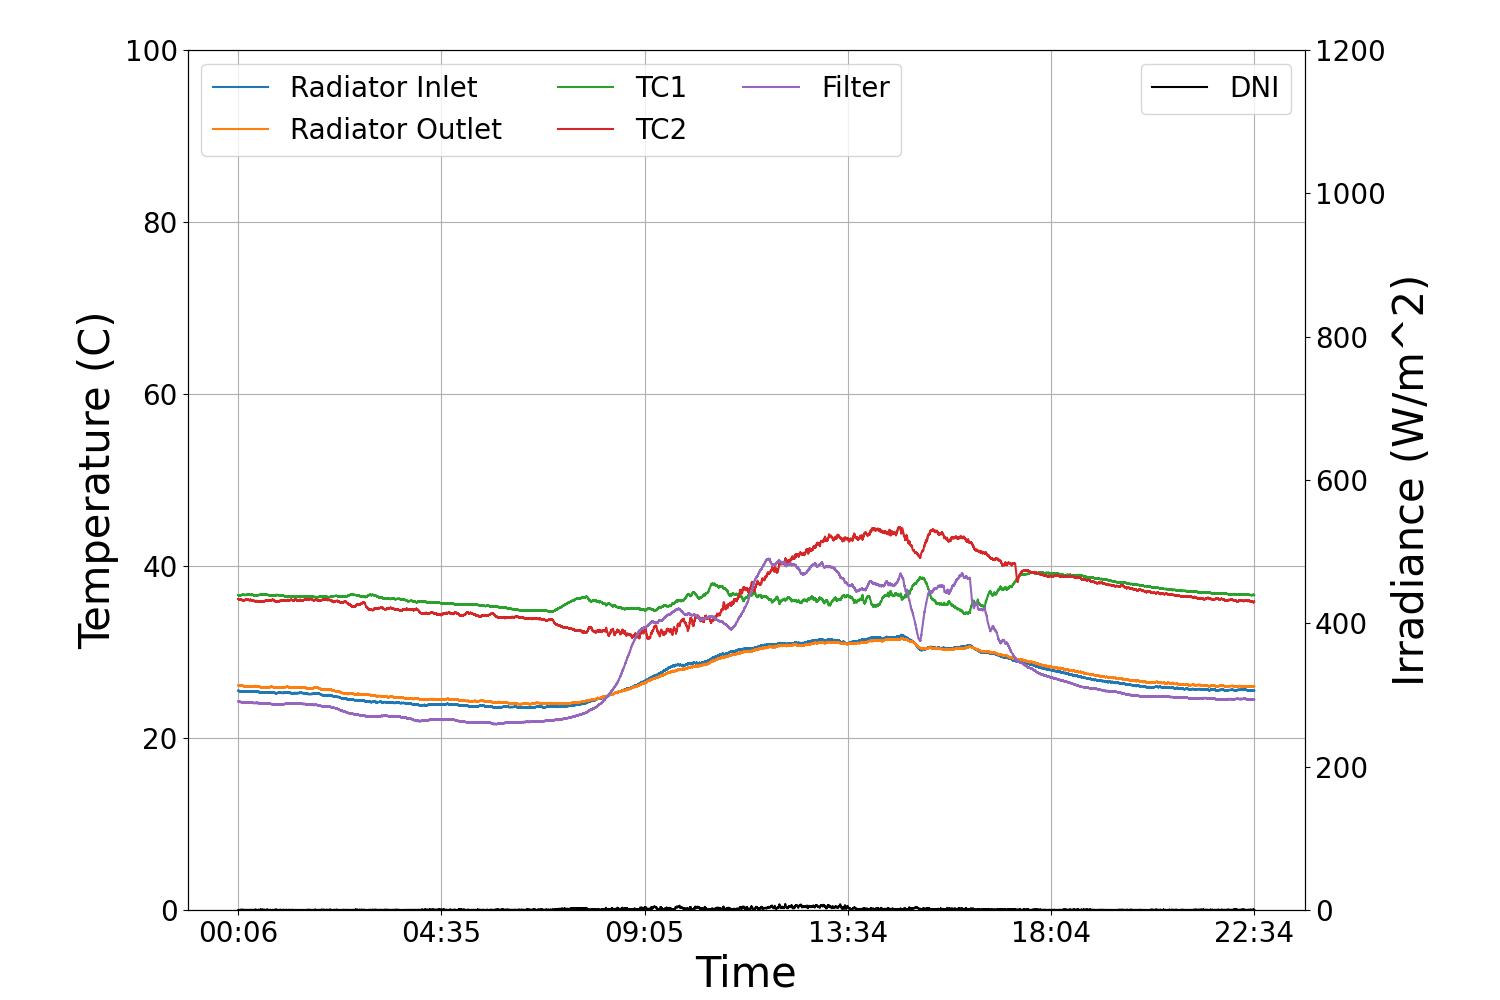 100
80
60
40
20
0
Temperature (C)
Radiator Inlet
Radiator Outlet
TC1
TC2
Filter
DNI
1200
1000
800
600
400
200
0
Irradiance (W/m^2)
00:06 04:35 09:05 13:34 18:04 22:34
Time